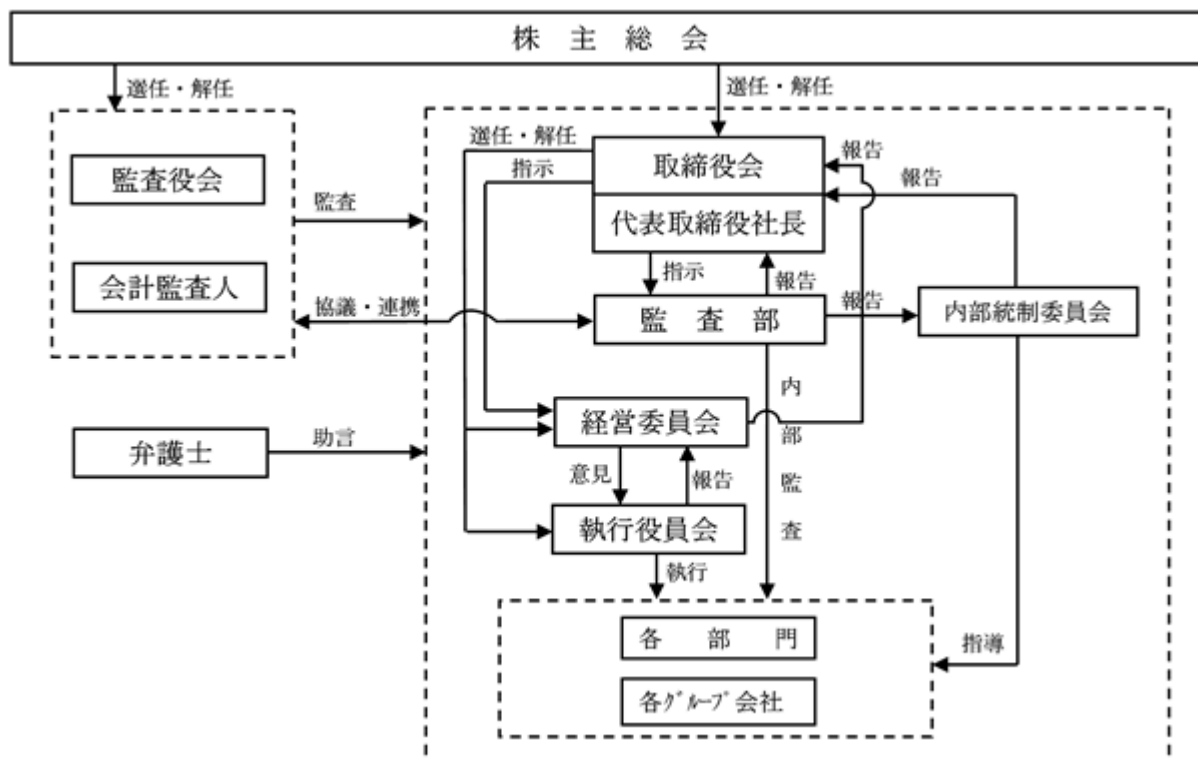 株主総会
選任・解任
選任・解任
選任・解任
指示
取締役会
代表取締役社長
報告
報告
監査役会
監査
会計監査人
指示
報告
協議・連携
監査部
報告
内部統制委員会
内部監査
経営委員会
弁護士
助言
意見
報告
執行役員会
執行
各部門
指導
各ｸﾞﾙｰﾌﾟ会社